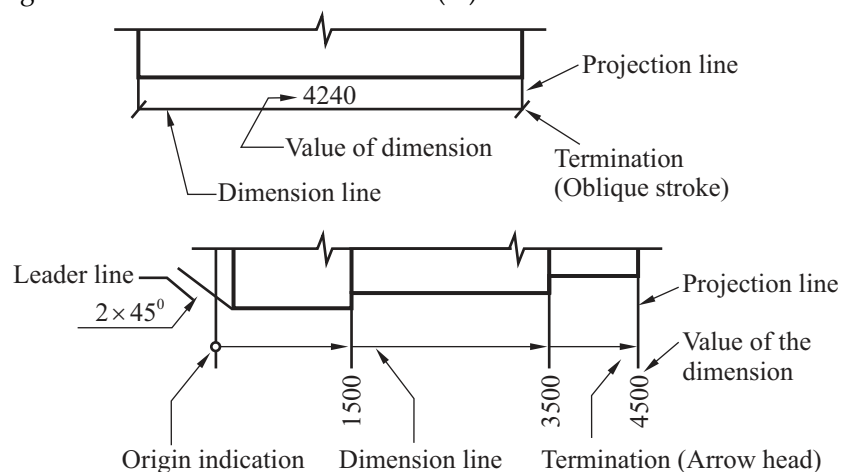 Projection line
4240
Value of dimension
Termination
(Oblique stroke)
Dimension line
Leader line
2×45⁰
Projection line
Value of the
dimension
1500
3500
4500
Origin indication
Dimension line
Termination (Arrow head)